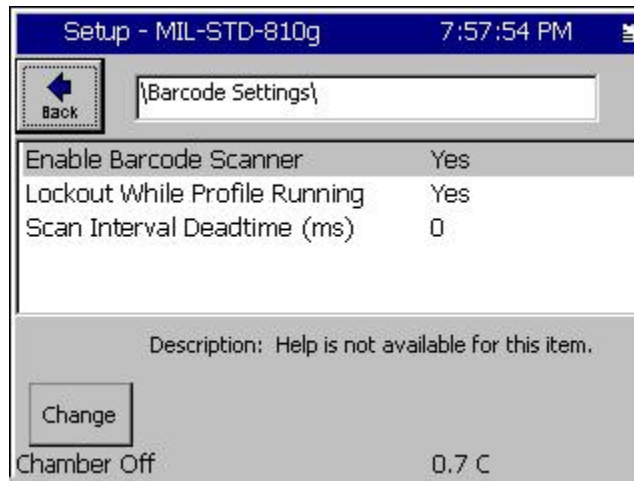 Setup - MIL-STD-810g 7:57:54 PM
Back
\Barcode Settings\
Enable Barcode Scanner Yes
Lockout While Profile Running Yes
Scan Interval Deadtime (ms) 0
Description: Help is not available for this item.
Change
Chamber Off 0.7 C